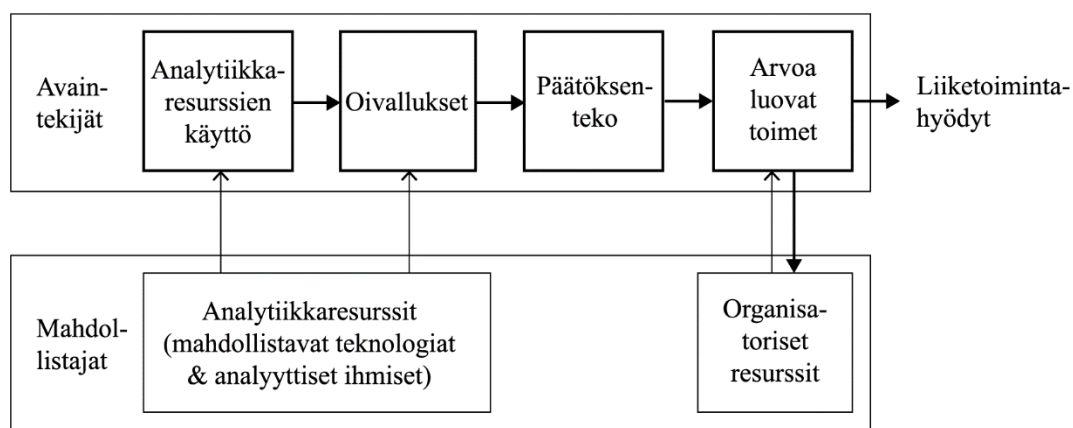 Avain-
tekijät
Analytiikka-
resurssien
käyttö
Oivallukset
Päätöksen-
teko
Arvoa
luovat
toimet
Liiketoiminta-
hyödyt
Mahdol-
listajat
Analytiikkaresurssit
(mahdollistavat teknologiat
& analyyttiset ihmiset)
Organisa-
toriset
resurssit